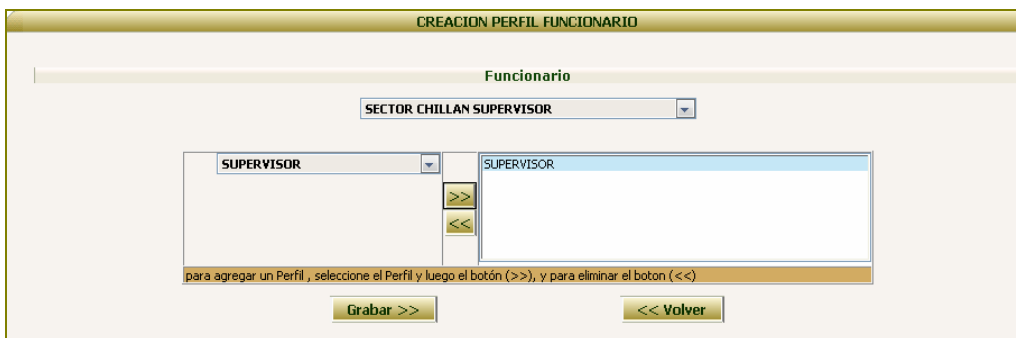 CREACION PERFIL FUNCIONARIO
Funcionario
SECTOR CHILLAN SUPERVISOR
SUPERVISOR
SUPERVISOR
>>
<<
para agregar un Perfil , seleccione el Perfil y luego el botón (>>), y para eliminar el boton (<<)
Grabar >>
<< Volver